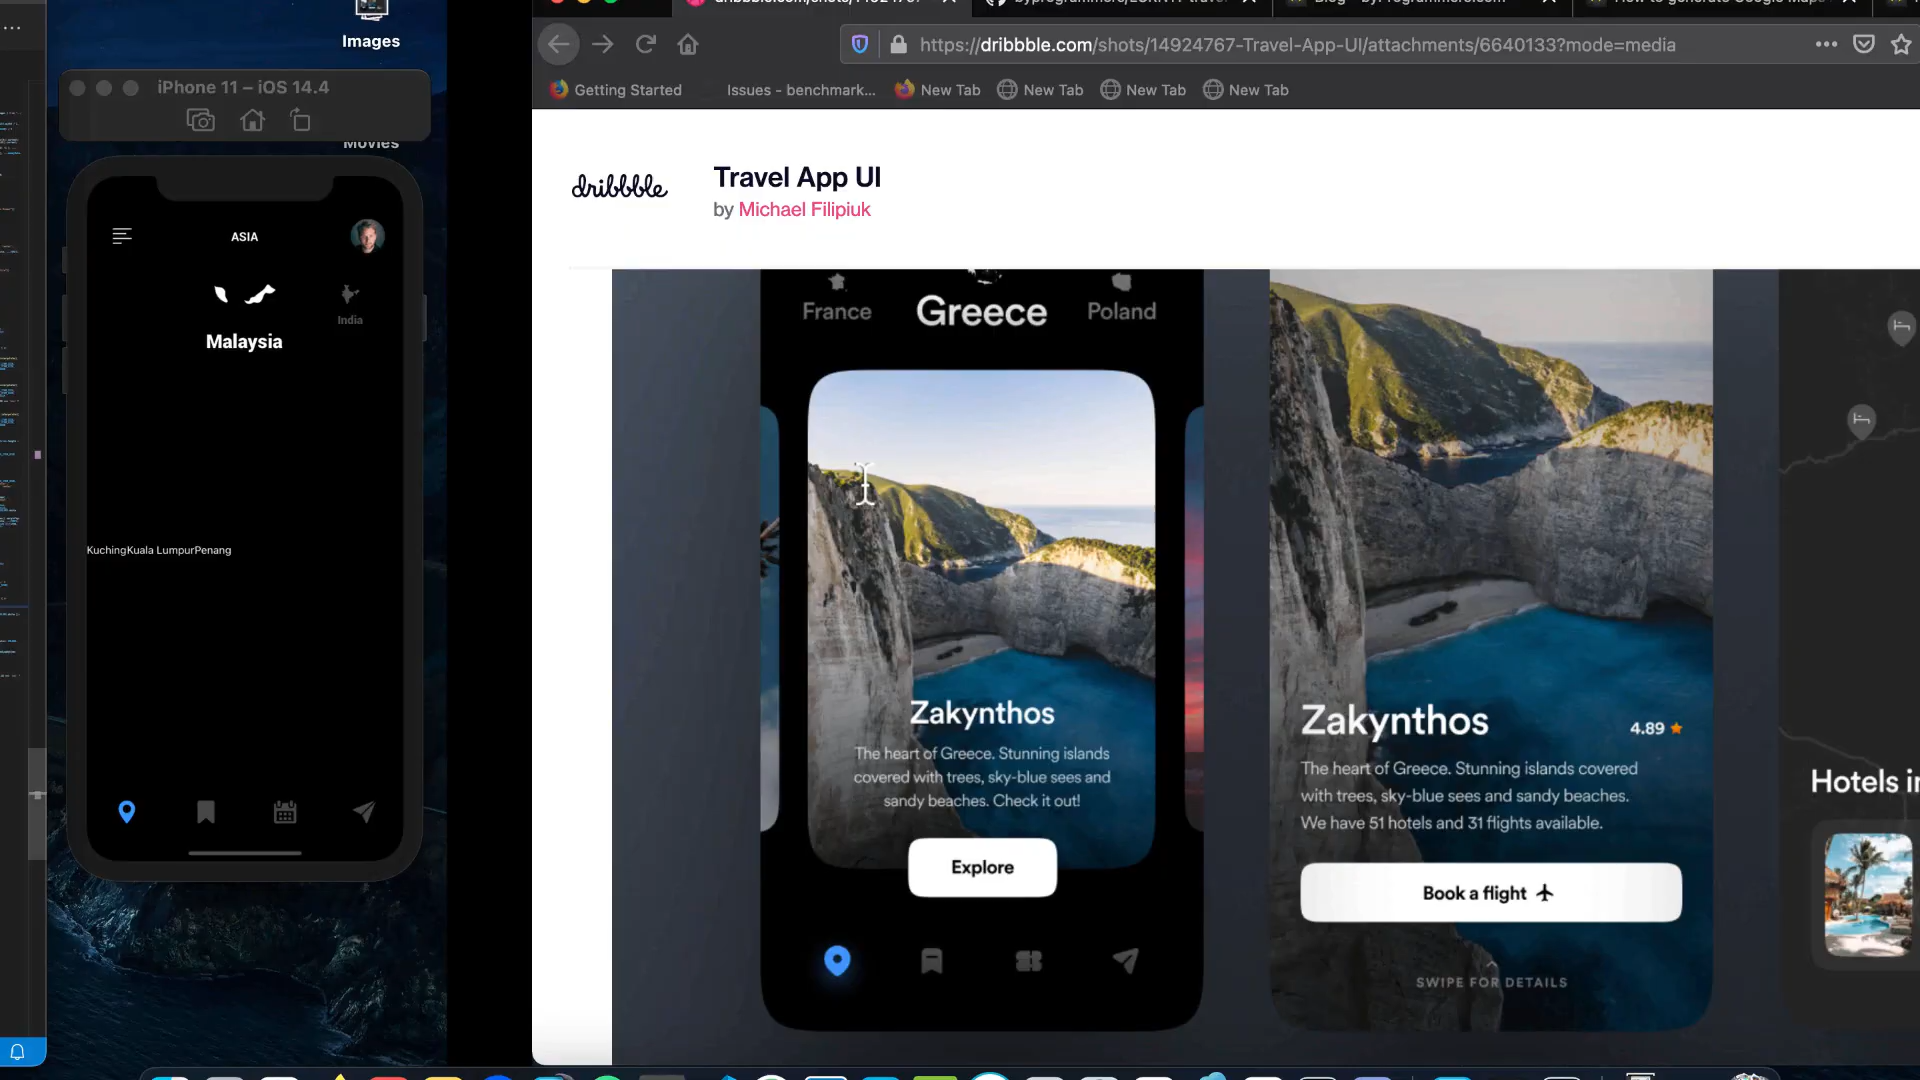 Images
iPhone 11 – iOS 14.4
Movies
ASIA
India
Malaysia
KuchingKuala LumpurPenang
https://dribbble.com/shots/14924767-Travel-App-UI/attachments/6640133?mode=media
Getting Started
Issues - benchmark...
New Tab
New Tab
New Tab
New Tab
dribbble
Travel App UI
by Michael Filipiuk
France
Greece
Poland
Zakynthos
The heart of Greece. Stunning islands
covered with trees, sky-blue sees and
sandy beaches. Check it out!
Explore
Zakynthos
4.89
The heart of Greece. Stunning islands covered
with trees, sky-blue sees and sandy beaches.
We have 51 hotels and 31 flights available.
Book a flight
SWIPE FOR DETAILS
Hotels in